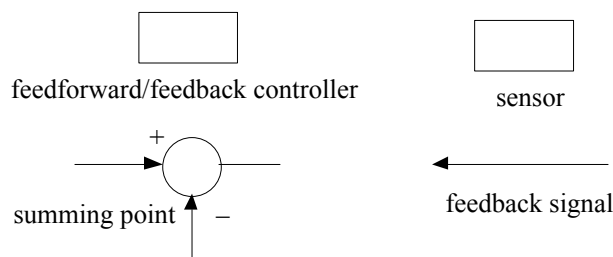 feedforward/feedback controller
sensor
+
summing point
−
feedback signal